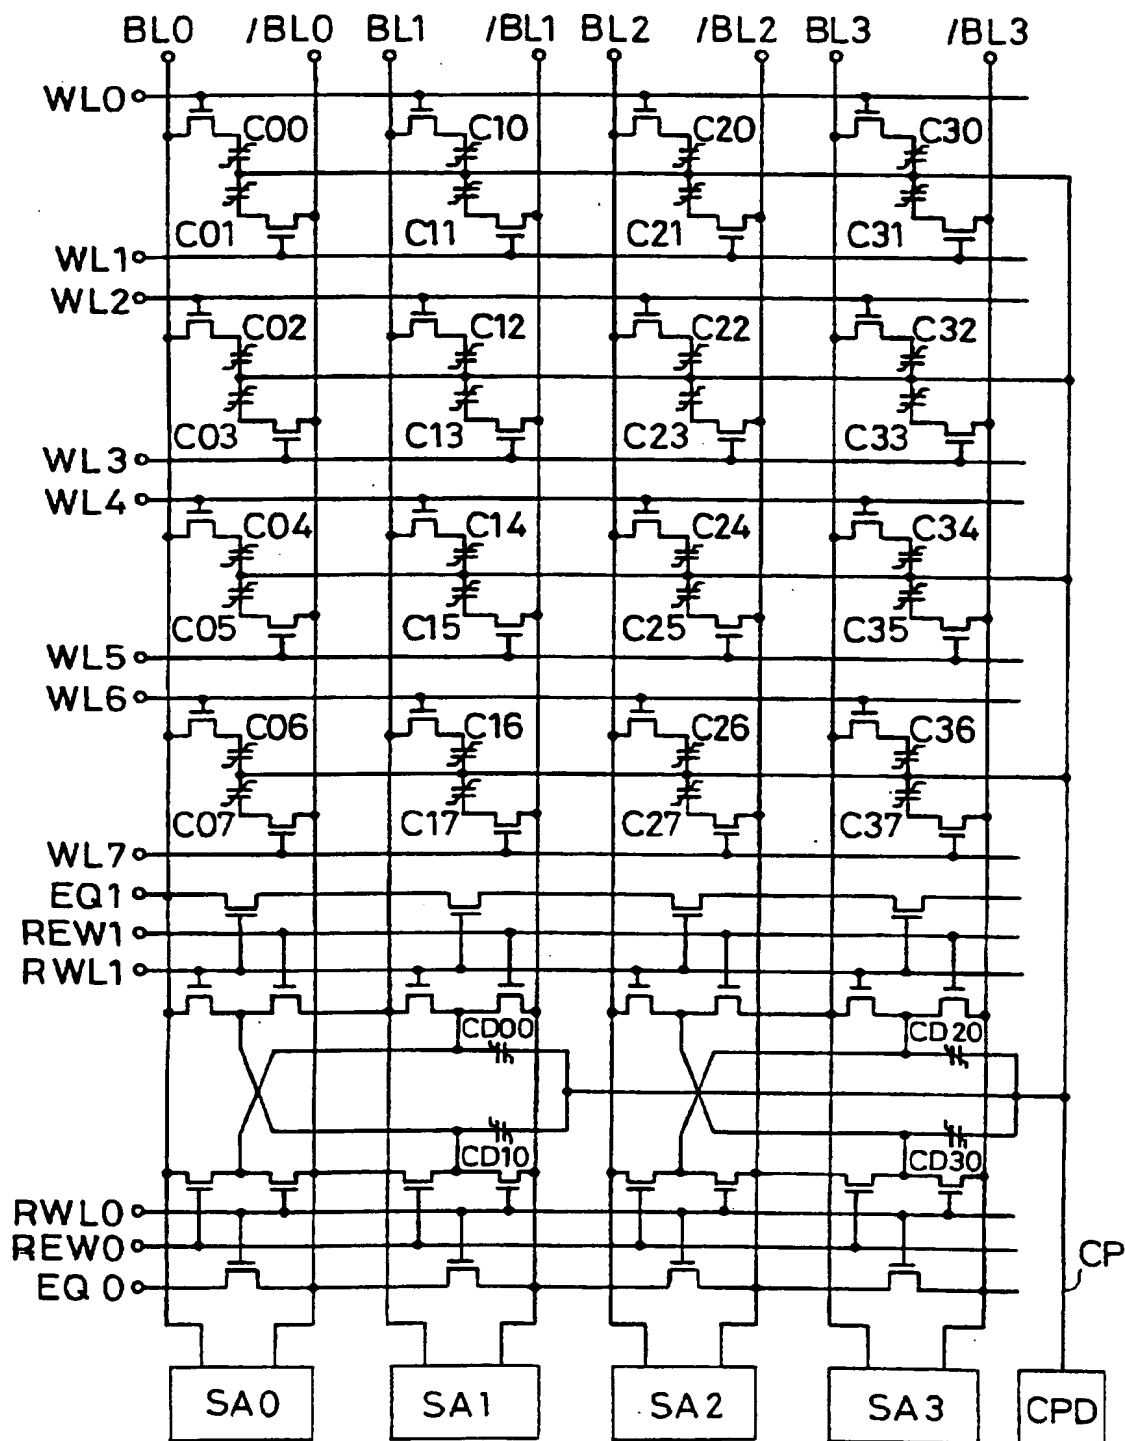 BL0 /BL0 BL1 /BL1 BL2 /BL2 BL3 /BL3
WL0
C00 C10 C20 C30
C01 C11 C21 C31
WL1
WL2
C02 C12 C22 C32
C03 C13 C23 C33
WL3
WL4
C04 C14 C24 C34
C05 C15 C25 C35
WL5
WL6
C06 C16 C26 C36
C07 C17 C27 C37
WL7
EQ1
REW1
RWL1
CD00 CD20
CD10 CD30
RWL0
REW0
CP
EQ0
SA0 SA1 SA2 SA3 CPD